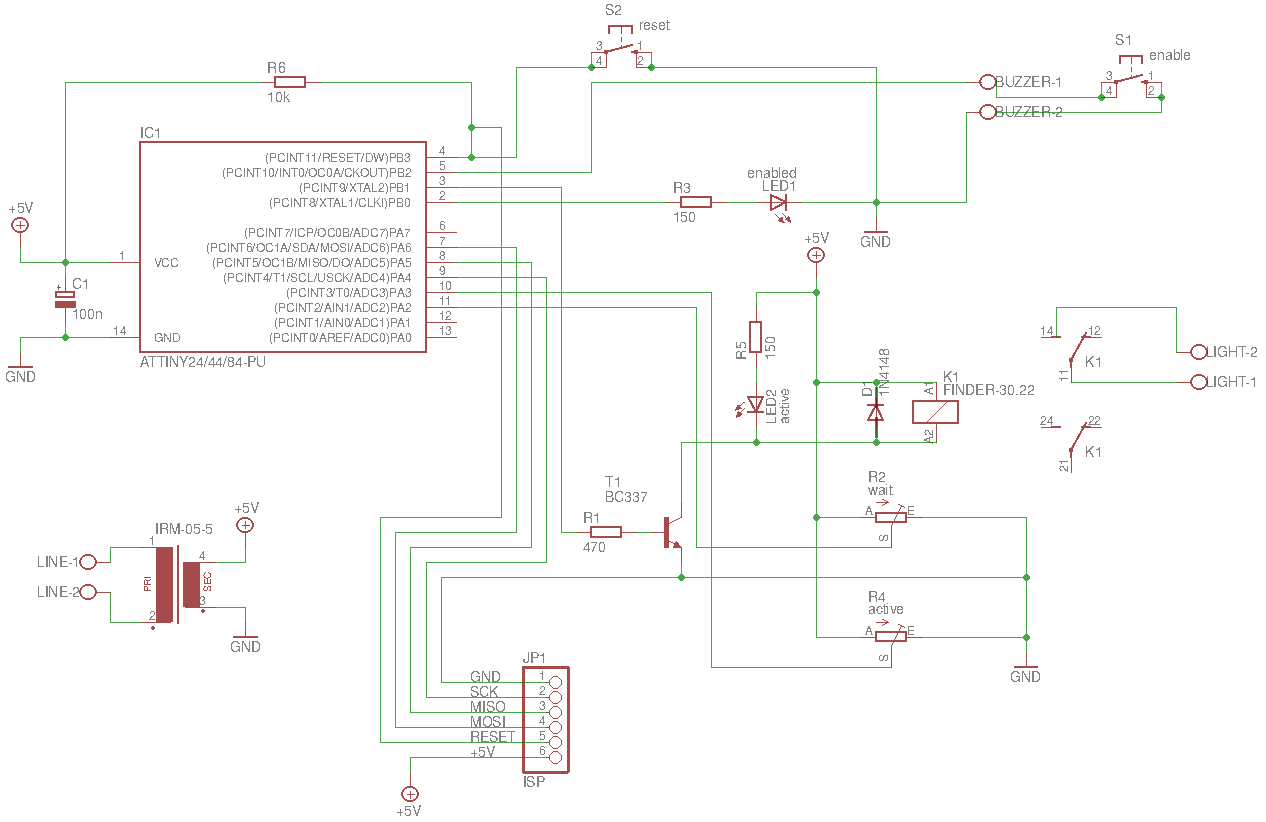 S2
reset
3 1
4 2
S1
enable
3 1
4 2
R6
10k
BUZZER-1
BUZZER-2
IC1
(PCINT11/RESET/DW)PB3 4
(PCINT10/INT0/OC0A/CKOUT)PB2 5
(PCINT9/XTAL2)PB1 3
(PCINT8/XTAL1/CLKI)PB0 2
(PCINT7/ICP/OC0B/ADC7)PA7 6
(PCINT6/OC1A/SDA/MOSI/ADC6)PA6 7
(PCINT5/OC1B/MISO/DO/ADC5)PA5 8
(PCINT4/T1/SCL/USCK/ADC4)PA4 9
(PCINT3/T0/ADC3)PA3 10
(PCINT2/AIN1/ADC2)PA2 11
(PCINT1/AIN0/ADC1)PA1 12
(PCINT0/AREF/ADC0)PA0 13
1 VCC
14 GND
ATTINY24/44/84-PU
+5V
+
C1
100n
GND
enabled
R3 LED1
150
GND
+5V
R5
150
LED2
active
D1
1N4148
K1
FINDER-30.22
A1
A2
14 12
K1
11
LIGHT-2
LIGHT-1
24 22
K1
21
T1
BC337
R1
470
R2
wait
A E
S
R4
active
A E
S
GND
IRM-05-5
+5V
LINE-1
LINE-2
1
2
PRI
SEC
4
3
GND
JP1
GND 1
SCK 2
MISO 3
MOSI 4
RESET 5
+5V 6
ISP
+5V